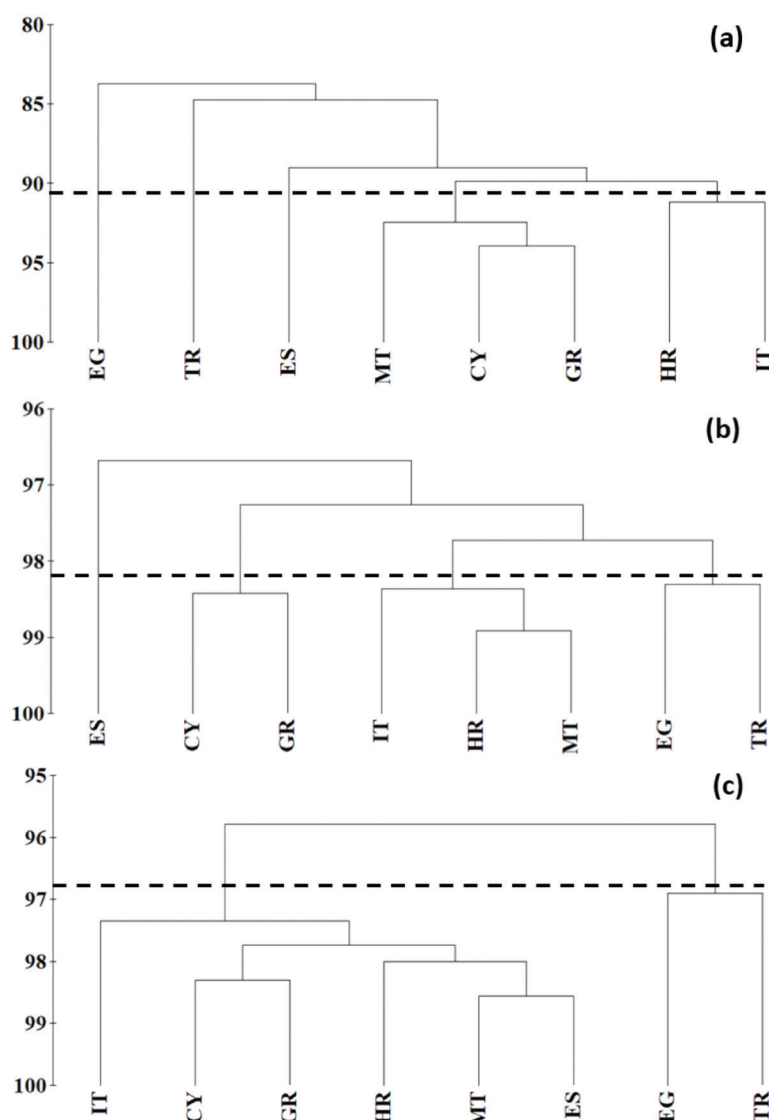 (a)
80
85
90
95
100
EG TR ES MT CY GR HR IT
(b)
96
97
98
99
100
ES CY GR IT HR MT EG TR
(c)
95
96
97
98
99
100
IT CY GR HR MT ES EG TR